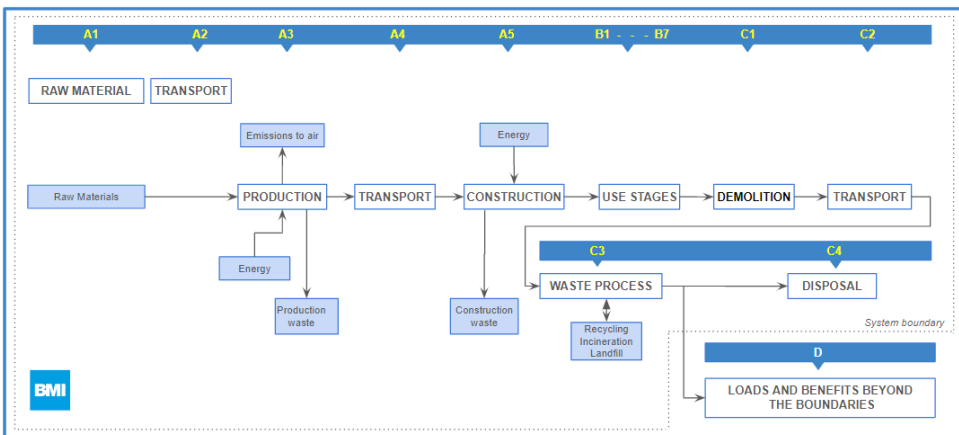 A1 A2 A3 A4 A5 B1 - - - B7 C1 C2
RAW MATERIAL TRANSPORT
Emissions to air
Energy
Raw Materials
PRODUCTION
TRANSPORT
CONSTRUCTION
USE STAGES
DEMOLITION
TRANSPORT
Energy
C3 C4
WASTE PROCESS
DISPOSAL
Production
waste
Construction
waste
Recycling
Incineration
Landfill
System boundary
D
LOADS AND BENEFITS BEYOND
THE BOUNDARIES
BMI